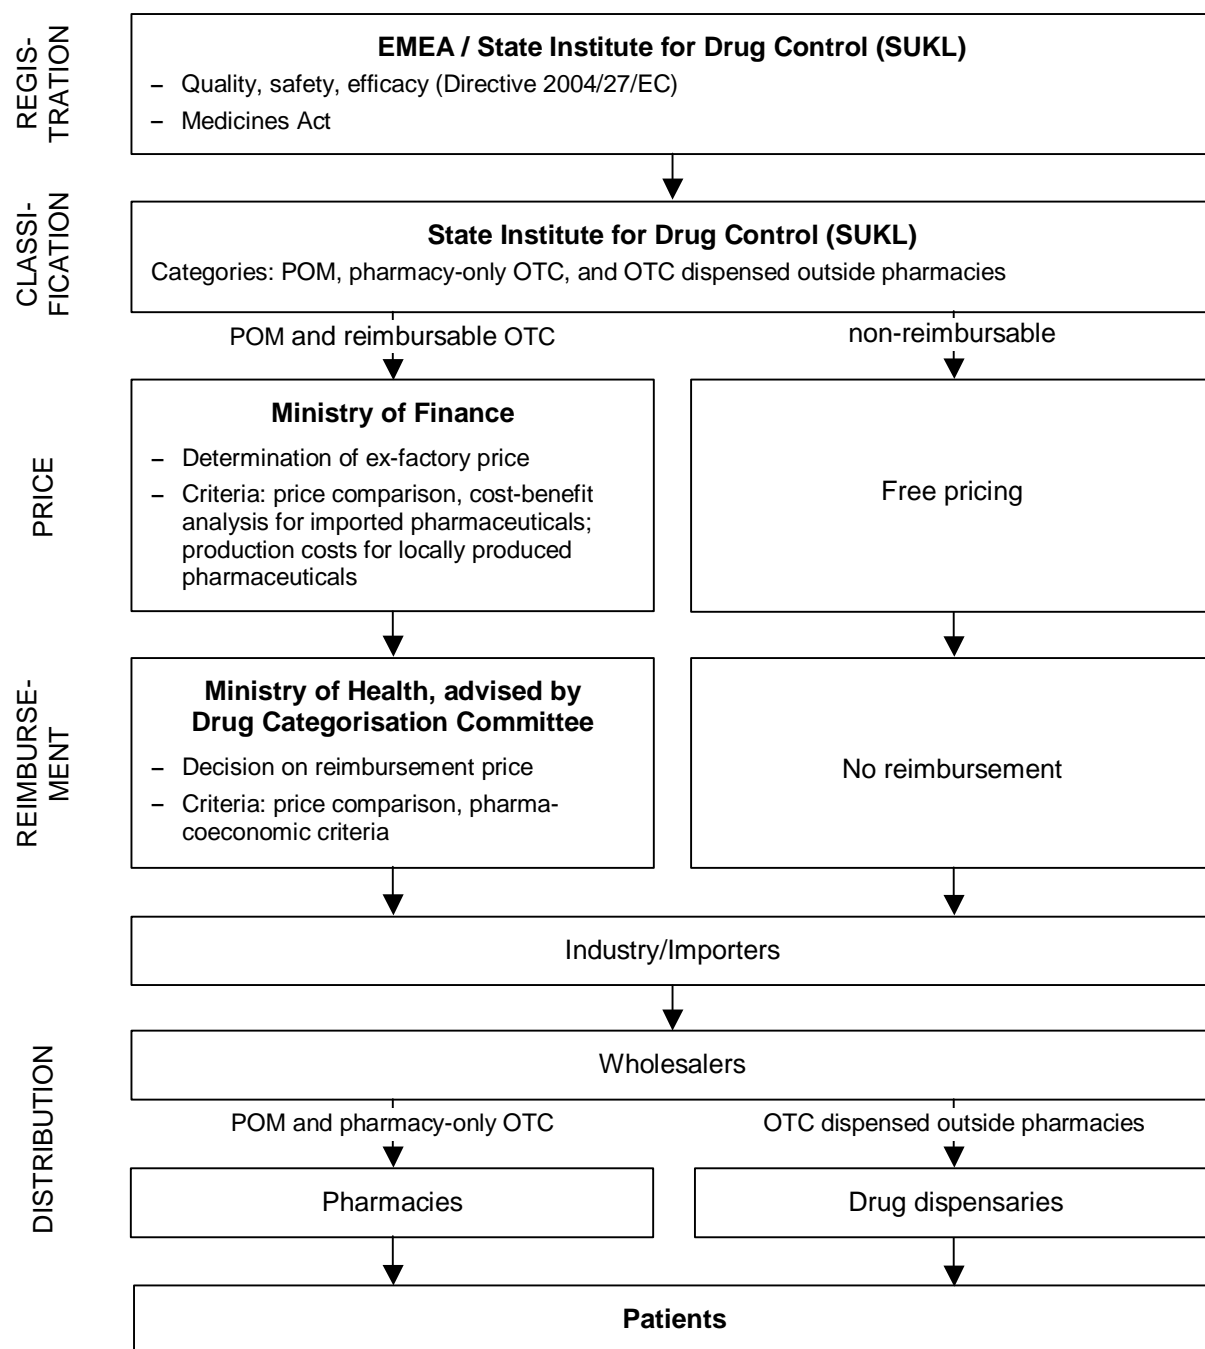 REGIS-
TRATION
EMEA / State Institute for Drug Control (SUKL)
– Quality, safety, efficacy (Directive 2004/27/EC)
– Medicines Act
CLASSI-
FICATION
State Institute for Drug Control (SUKL)
Categories: POM, pharmacy-only OTC, and OTC dispensed outside pharmacies
POM and reimbursable OTC
non-reimbursable
PRICE
Ministry of Finance
– Determination of ex-factory price
– Criteria: price comparison, cost-benefit
analysis for imported pharmaceuticals;
production costs for locally produced
pharmaceuticals
Free pricing
REIMBURSE-
MENT
Ministry of Health, advised by
Drug Categorisation Committee
– Decision on reimbursement price
– Criteria: price comparison, pharma-
coeconomic criteria
No reimbursement
Industry/Importers
DISTRIBUTION
Wholesalers
POM and pharmacy-only OTC
OTC dispensed outside pharmacies
Pharmacies
Drug dispensaries
Patients